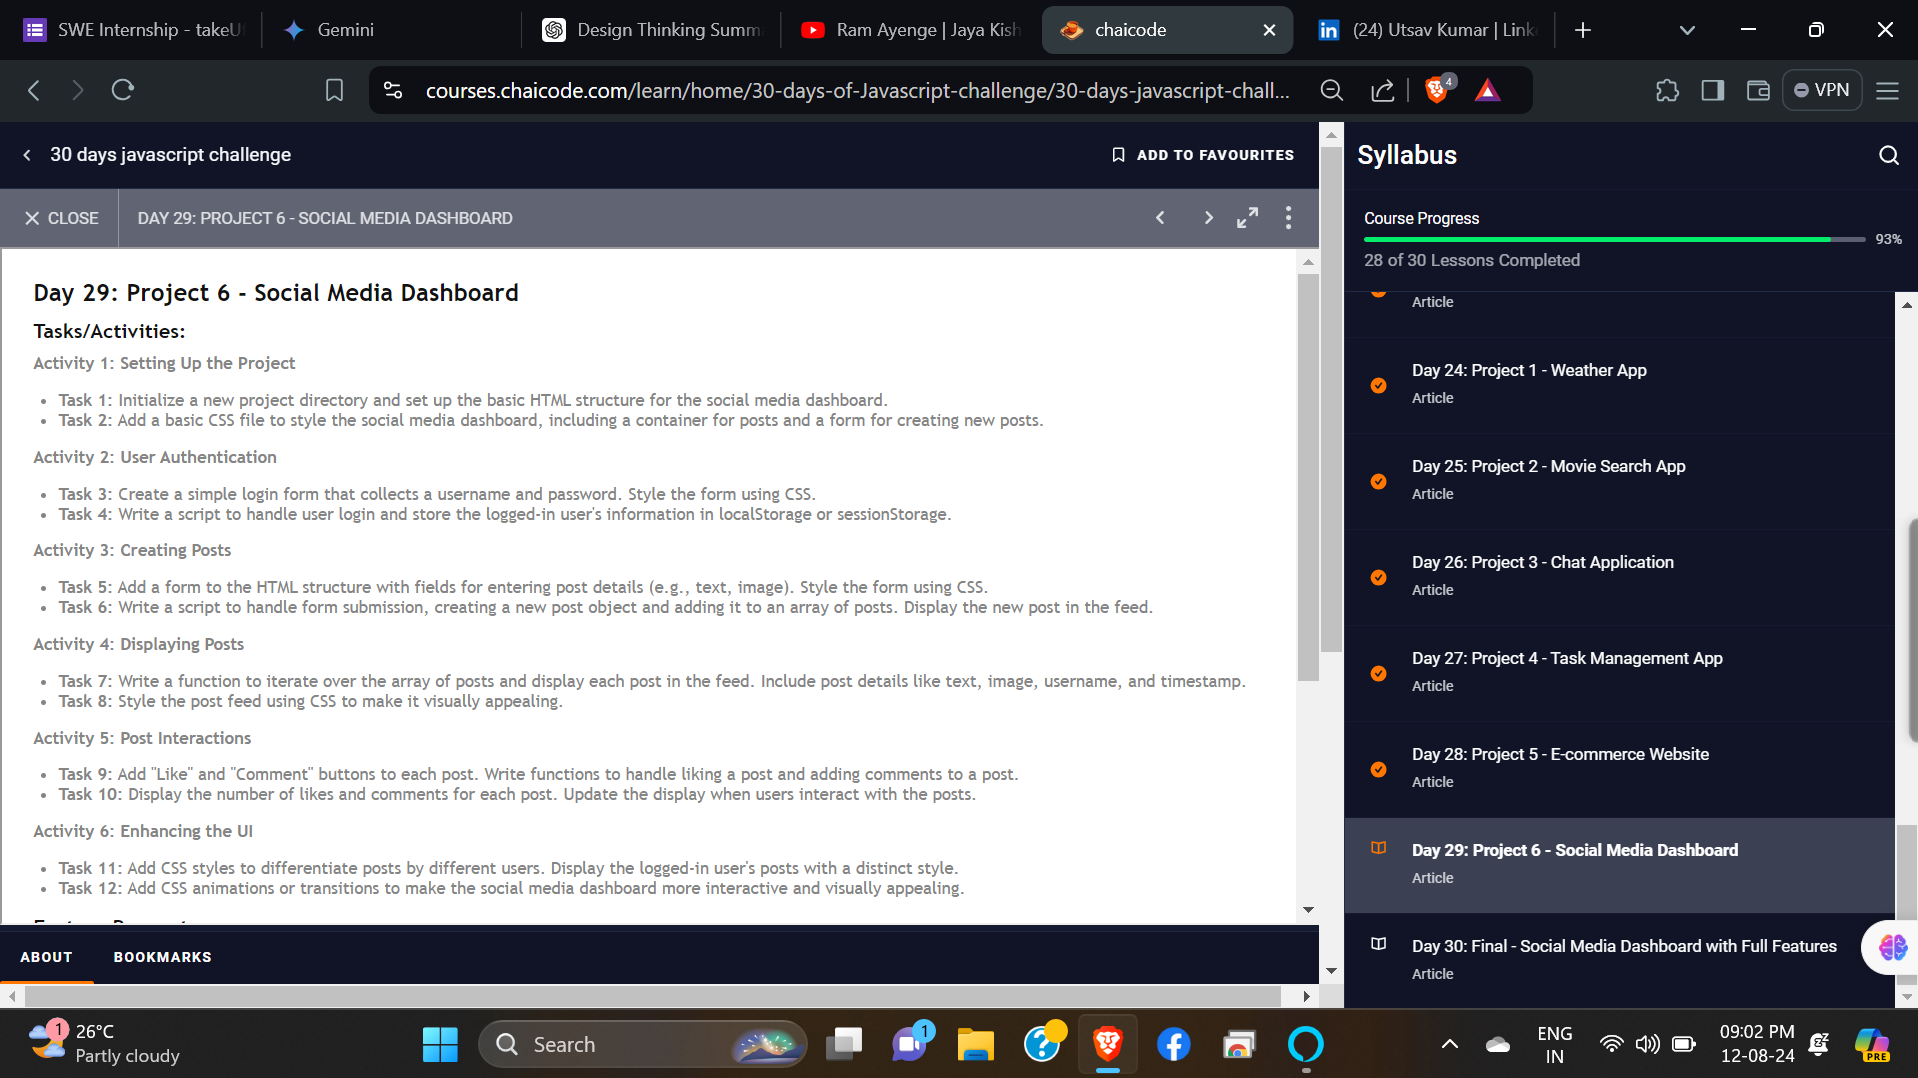 SWE Internship - takeU
Gemini
Design Thinking Summ
Ram Ayenge | Jaya Kish
chaicode
(24) Utsav Kumar | Link
courses.chaicode.com/learn/home/30-days-of-Javascript-challenge/30-days-javascript-chall...
4
VPN
30 days javascript challenge
ADD TO FAVOURITES
CLOSE
DAY 29: PROJECT 6 - SOCIAL MEDIA DASHBOARD
Day 29: Project 6 - Social Media Dashboard
Tasks/Activities:
Activity 1: Setting Up the Project
• Task 1: Initialize a new project directory and set up the basic HTML structure for the social media dashboard.
• Task 2: Add a basic CSS file to style the social media dashboard, including a container for posts and a form for creating new posts.
Activity 2: User Authentication
• Task 3: Create a simple login form that collects a username and password. Style the form using CSS.
• Task 4: Write a script to handle user login and store the logged-in user's information in localStorage or sessionStorage.
Activity 3: Creating Posts
• Task 5: Add a form to the HTML structure with fields for entering post details (e.g., text, image). Style the form using CSS.
• Task 6: Write a script to handle form submission, creating a new post object and adding it to an array of posts. Display the new post in the feed.
Activity 4: Displaying Posts
• Task 7: Write a function to iterate over the array of posts and display each post in the feed. Include post details like text, image, username, and timestamp.
• Task 8: Style the post feed using CSS to make it visually appealing.
Activity 5: Post Interactions
• Task 9: Add "Like" and "Comment" buttons to each post. Write functions to handle liking a post and adding comments to a post.
• Task 10: Display the number of likes and comments for each post. Update the display when users interact with the posts.
Activity 6: Enhancing the UI
• Task 11: Add CSS styles to differentiate posts by different users. Display the logged-in user's posts with a distinct style.
• Task 12: Add CSS animations or transitions to make the social media dashboard more interactive and visually appealing.
ABOUT
BOOKMARKS
Syllabus
Course Progress
93%
28 of 30 Lessons Completed
Article
Day 24: Project 1 - Weather App
Article
Day 25: Project 2 - Movie Search App
Article
Day 26: Project 3 - Chat Application
Article
Day 27: Project 4 - Task Management App
Article
Day 28: Project 5 - E-commerce Website
Article
Day 29: Project 6 - Social Media Dashboard
Article
Day 30: Final - Social Media Dashboard with Full Features
Article
1
26°C
Partly cloudy
Search
1
ENG
IN
09:02 PM
12-08-24
PRE